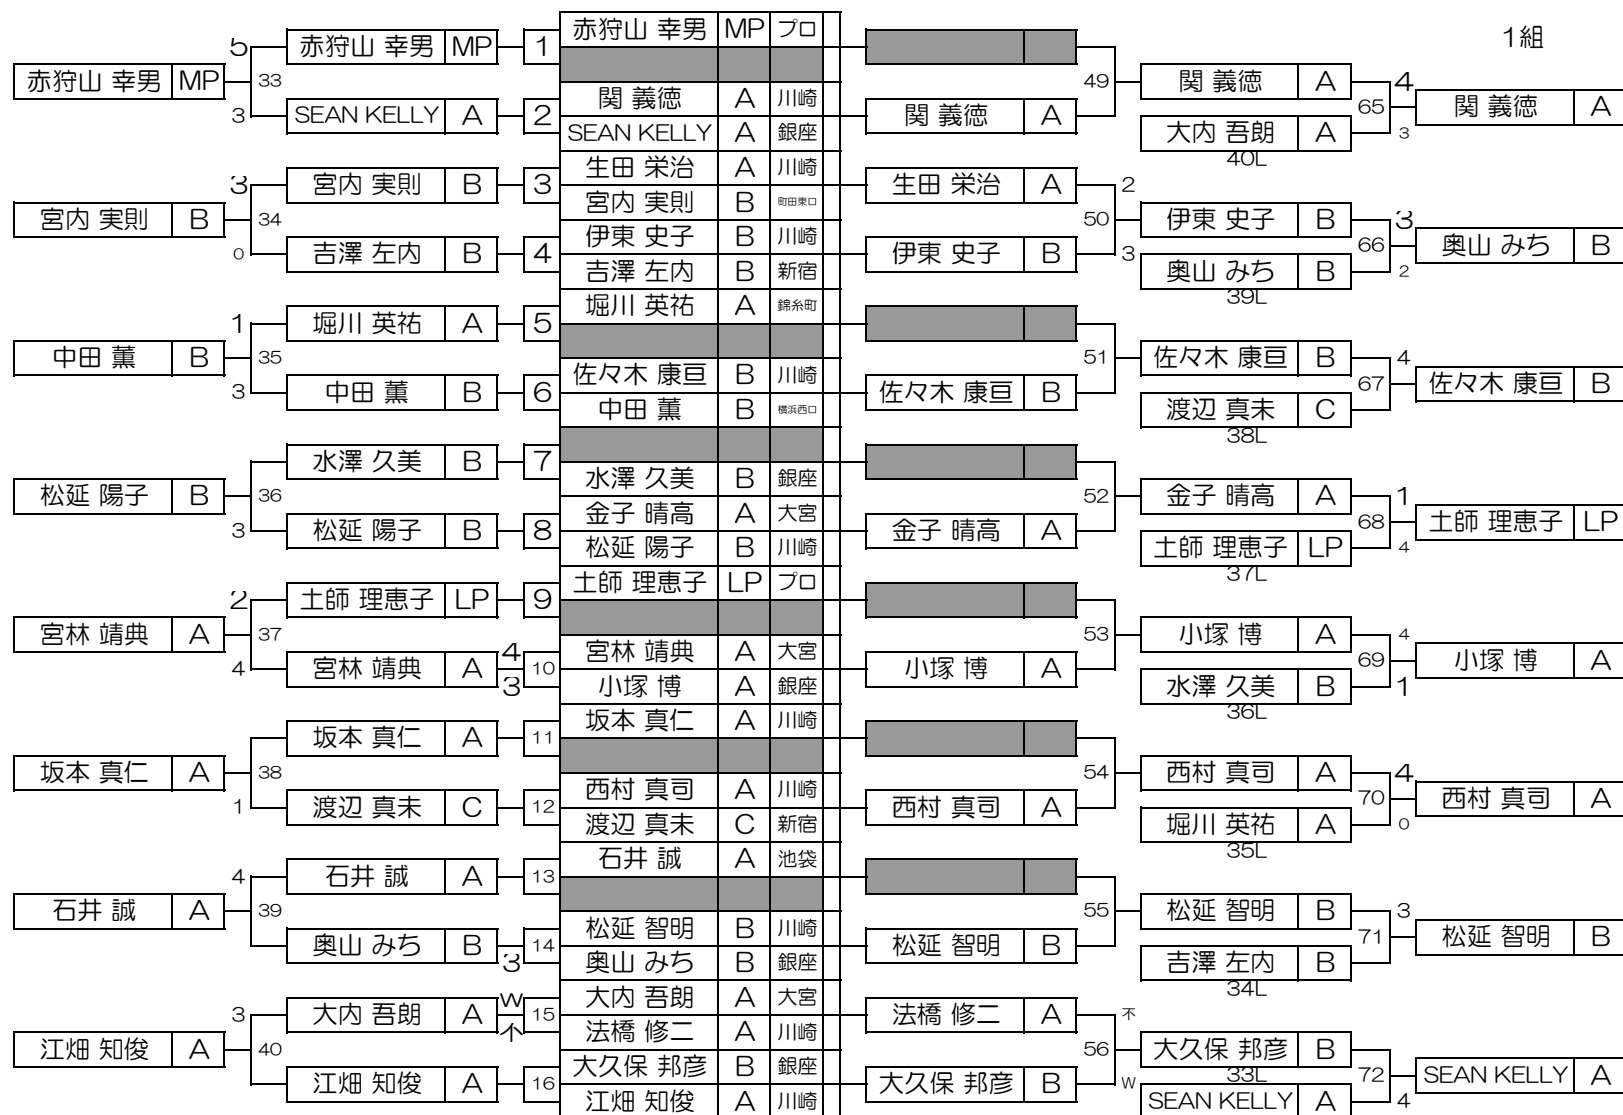 1組
赤狩山 幸男 MP プロ
5 赤狩山 幸男 MP 1
赤狩山 幸男 MP 33 49 関 義徳 A 4
関 義徳 A 川崎
65 関 義徳 A
3 SEAN KELLY A 2 関 義徳 A
SEAN KELLY A 銀座
大内 吾朗 A 3
40L
生田 栄治 A 川崎
3 宮内 実則 B 3 生田 栄治 A 2
宮内 実則 B 町田東口
宮内 実則 B 34 50 伊東 史子 B 3
伊東 史子 B 川崎
66 奥山 みち B
0 吉澤 左内 B 4 伊東 史子 B 3
吉澤 左内 B 新宿
奥山 みち B 2
39L
堀川 英祐 A 錦糸町
1 堀川 英祐 A 5
中田 薫 B 35 51 佐々木 康亘 B 4
佐々木 康亘 B 川崎
67 佐々木 康亘 B
3 中田 薫 B 6 佐々木 康亘 B
中田 薫 B 横浜西口
渡辺 真未 C
38L
水澤 久美 B 7
水澤 久美 B 銀座
松延 陽子 B 36 52 金子 晴高 A 1
金子 晴高 A 大宮
68 土師 理恵子 LP
3 松延 陽子 B 8 金子 晴高 A
松延 陽子 B 川崎
土師 理恵子 LP 4
37L
土師 理恵子 LP プロ
2 土師 理恵子 LP 9
宮林 靖典 A 37 53 小塚 博 A 4
宮林 靖典 A 大宮
69 小塚 博 A
4 宮林 靖典 A 4 3 10 小塚 博 A
小塚 博 A 銀座
水澤 久美 B 1
36L
坂本 真仁 A 川崎
坂本 真仁 A 11
坂本 真仁 A 38 54 西村 真司 A 4
西村 真司 A 川崎
70 西村 真司 A
1 渡辺 真未 C 12 西村 真司 A
渡辺 真未 C 新宿
堀川 英祐 A 0
35L
石井 誠 A 池袋
4 石井 誠 A 13
石井 誠 A 39 55 松延 智明 B 3
松延 智明 B 川崎
71 松延 智明 B
奥山 みち B 3 14 松延 智明 B
奥山 みち B 銀座
吉澤 左内 B
34L
大内 吾朗 A 大宮
3 大内 吾朗 A W 不 15 法橋 修二 A 不
法橋 修二 A 川崎
江畑 知俊 A 40 56 大久保 邦彦 B
33L
大久保 邦彦 B 銀座
72 SEAN KELLY A
江畑 知俊 A 16 大久保 邦彦 B W
江畑 知俊 A 川崎
SEAN KELLY A 4